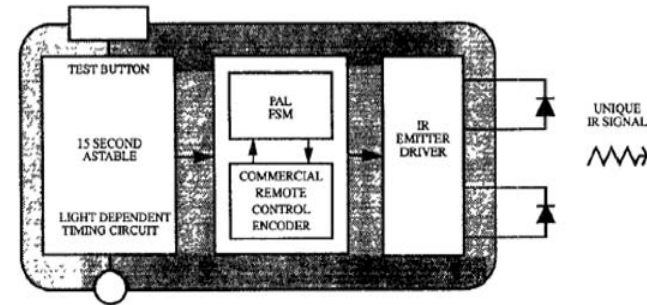 TEST BUTTON
15 SECOND
ASTABLE
LIGHT DEPENDENT
TIMING CIRCUIT
PAL
FSM
COMMERCIAL
REMOTE
CONTROL
ENCODER
IR
EMITTER
DRIVER
UNIQUE
IR SIGNAL